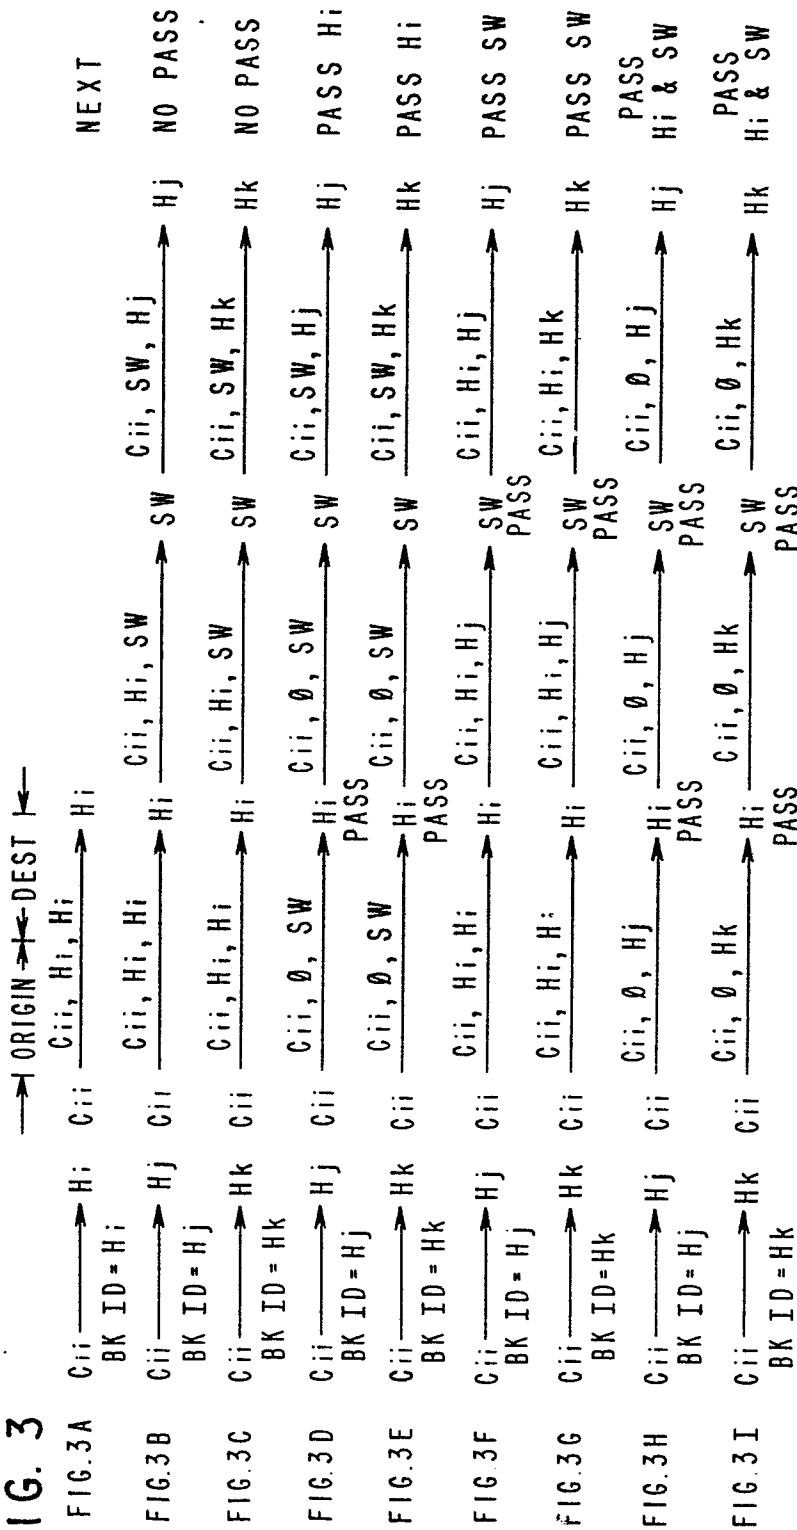 IG. 3
ORIGIN DEST
FIG.3A Cii Hi Cii Cii, Hi, Hi Hi NEXT
BK ID=Hi
FIG.3B Cii Hj Cii Cii, Hi, Hi Hi Cii, Hi, SW SW Cii, SW, Hj Hj NO PASS
BK ID=Hj
FIG.3C Cii Hk Cii Cii, Hi, Hi Hi Cii, Hi, SW SW Cii, SW, Hk Hk NO PASS
BK ID=Hk
FIG.3D Cii Hj Cii Cii, Ø, SW Hi Cii, Ø, SW SW Cii,SW, Hj Hj PASS Hi
BK ID=Hj PASS
FIG.3E Cii Hk Cii Cii, Ø, SW Hi Cii, Ø, SW SW Cii, SW, Hk Hk PASS Hi
BK ID=Hk PASS
FIG.3F Cii Hj Cii Cii, Hi, Hi Hi Cii, Hi, Hj SW Cii, Hi, Hj Hj PASS SW
BK ID=Hj PASS
FIG.3G Cii Hk Cii Cii, Hi, Hi Hi Cii, Hi, Hj SW Cii, Hi, Hk Hk PASS SW
BK ID=Hk PASS
FIG.3H Cii Hj Cii Cii, Ø, Hj Hi Cii, Ø, Hj SW Cii, Ø, Hj Hj PASS
BK ID=Hj PASS PASS Hi & SW
FIG.3I Cii Hk Cii Cii, Ø, Hk Hi Cii, Ø, Hk SW Cii, Ø, Hk Hk PASS
BK ID=Hk PASS PASS Hi & SW